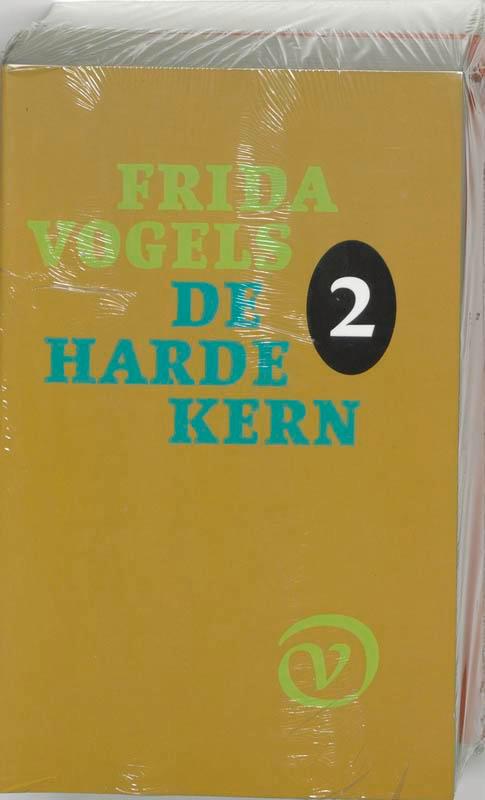 FRIDA
VOGELS
DE
HARDE
KERN
2
V